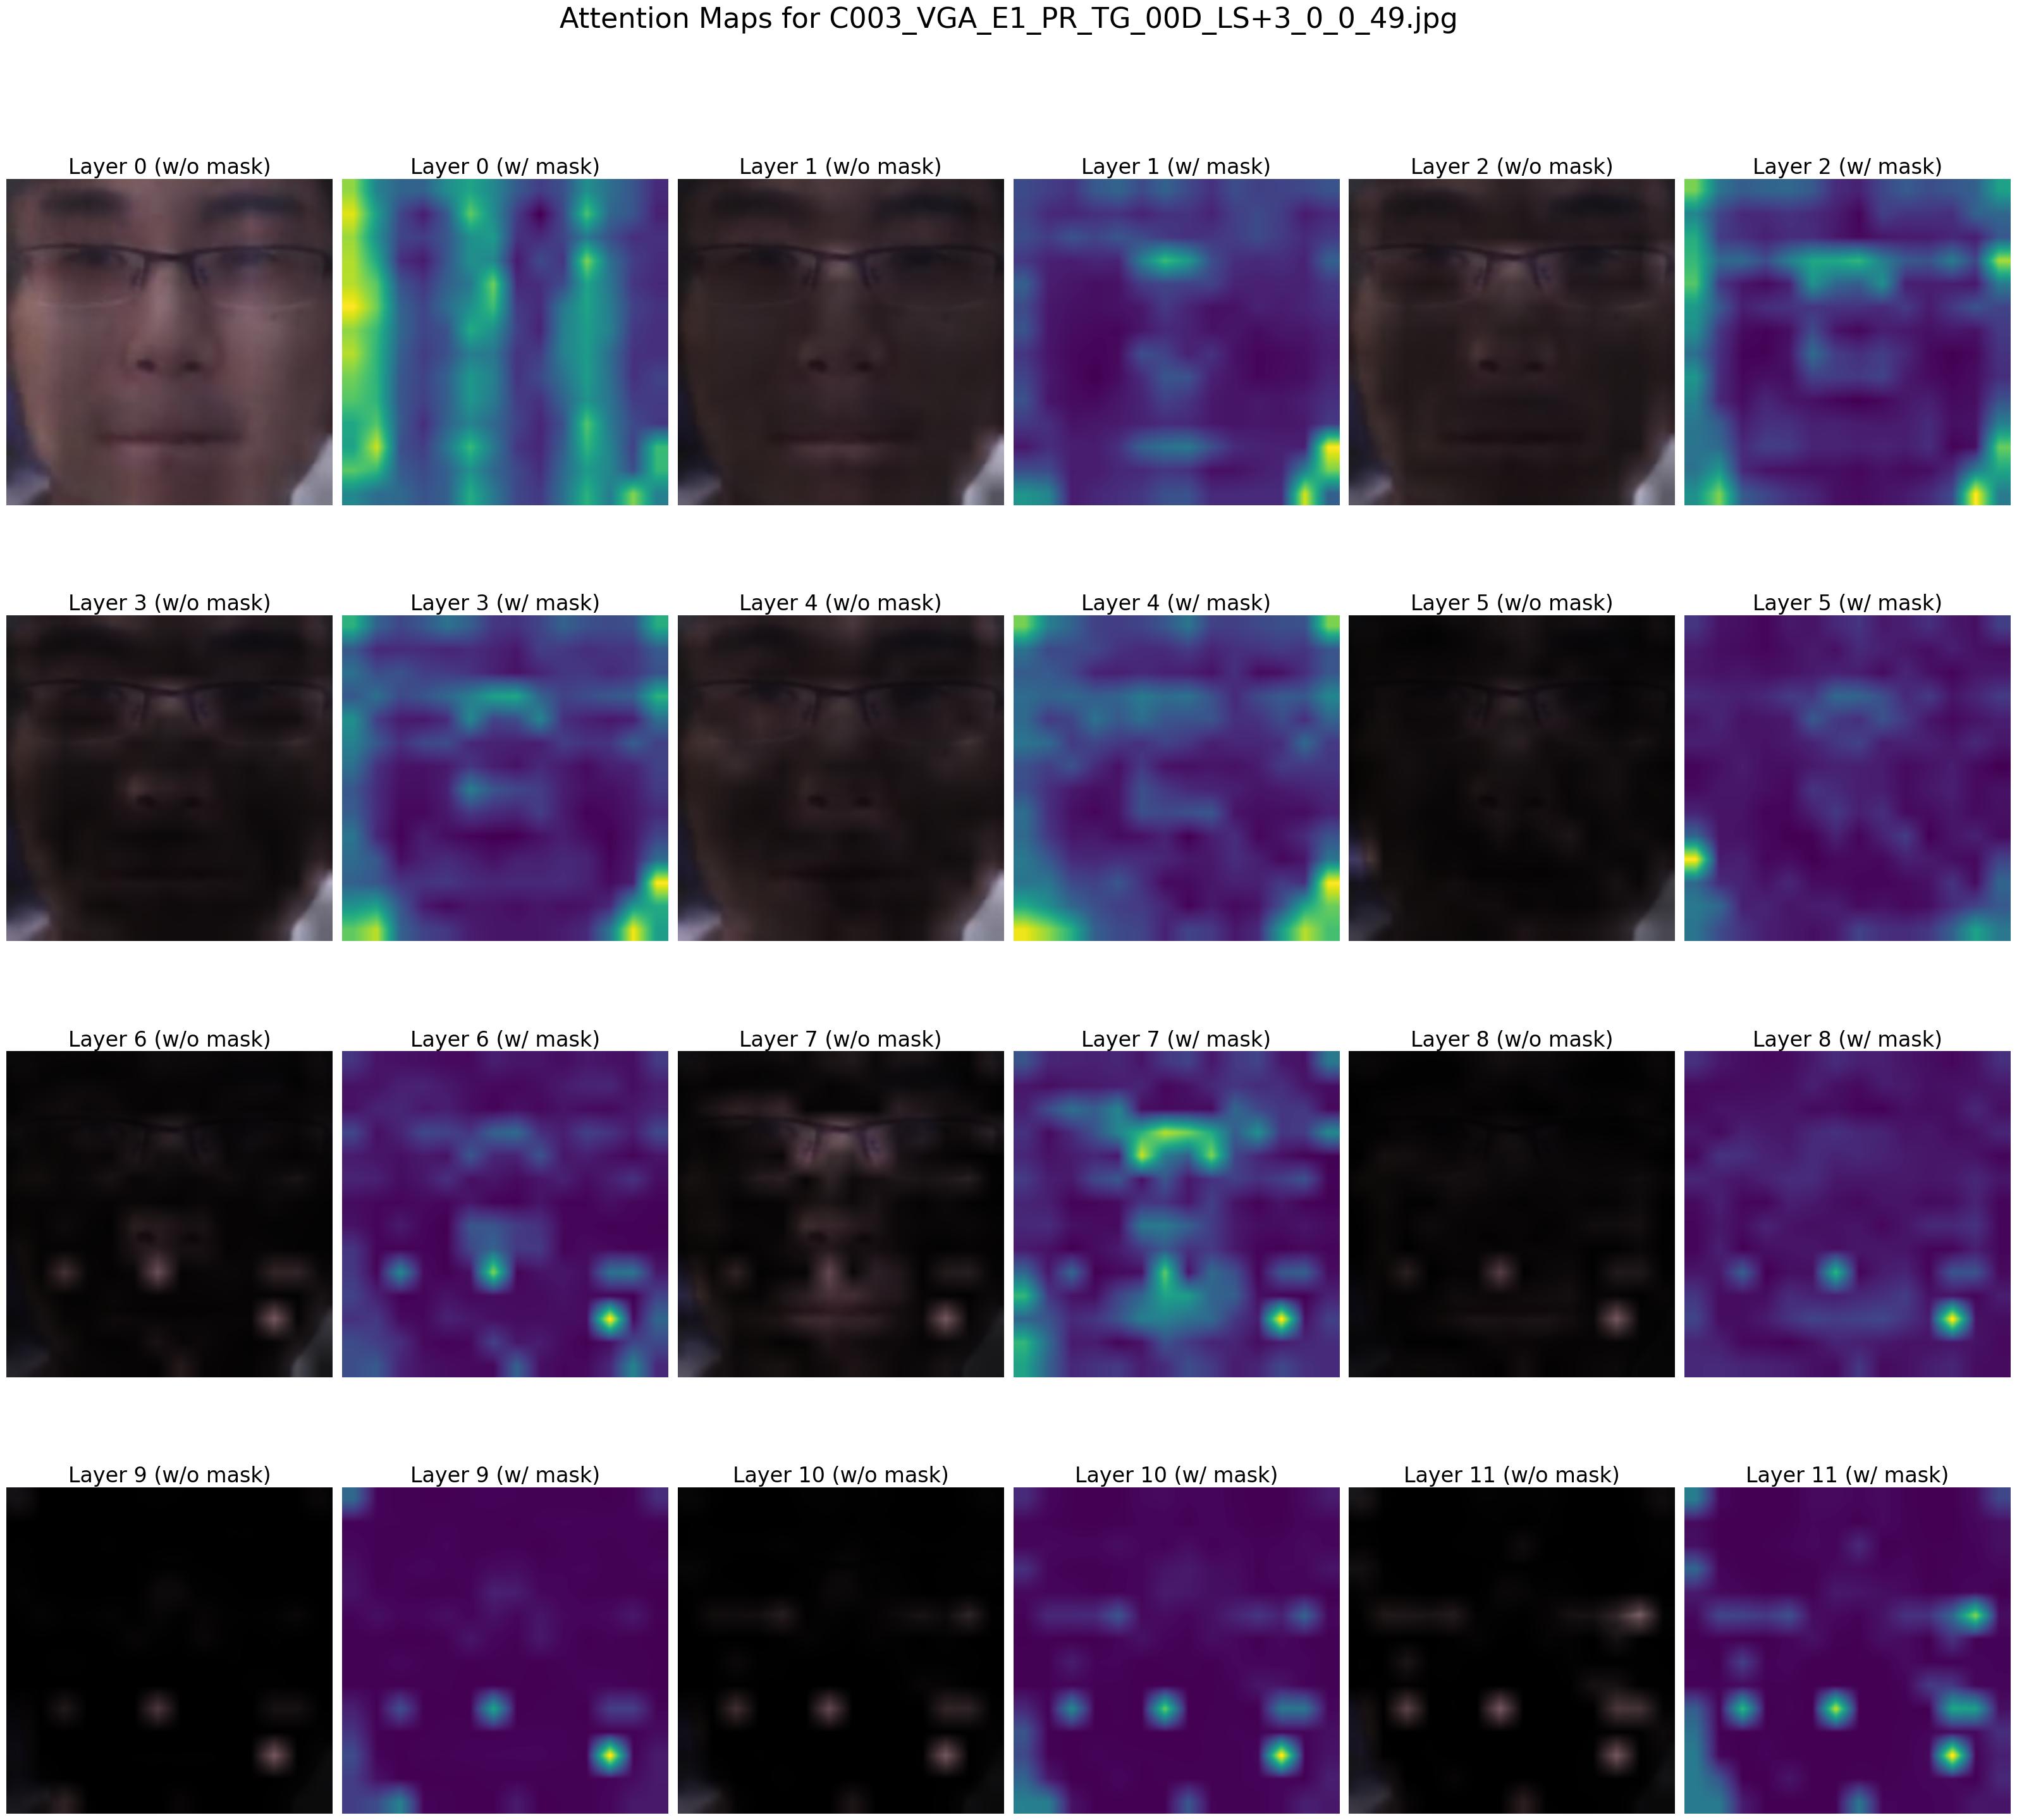 Attention Maps for C003_VGA_E1_PR_TG_00D_LS+3_0_0_49.jpg
Layer 0 (w/o mask) Layer 0 (w/ mask) Layer 1 (w/o mask) Layer 1 (w/ mask) Layer 2 (w/o mask) Layer 2 (w/ mask)
Layer 3 (w/o mask) Layer 3 (w/ mask) Layer 4 (w/o mask) Layer 4 (w/ mask) Layer 5 (w/o mask) Layer 5 (w/ mask)
Layer 6 (w/o mask) Layer 6 (w/ mask) Layer 7 (w/o mask) Layer 7 (w/ mask) Layer 8 (w/o mask) Layer 8 (w/ mask)
Layer 9 (w/o mask) Layer 9 (w/ mask) Layer 10 (w/o mask) Layer 10 (w/ mask) Layer 11 (w/o mask) Layer 11 (w/ mask)